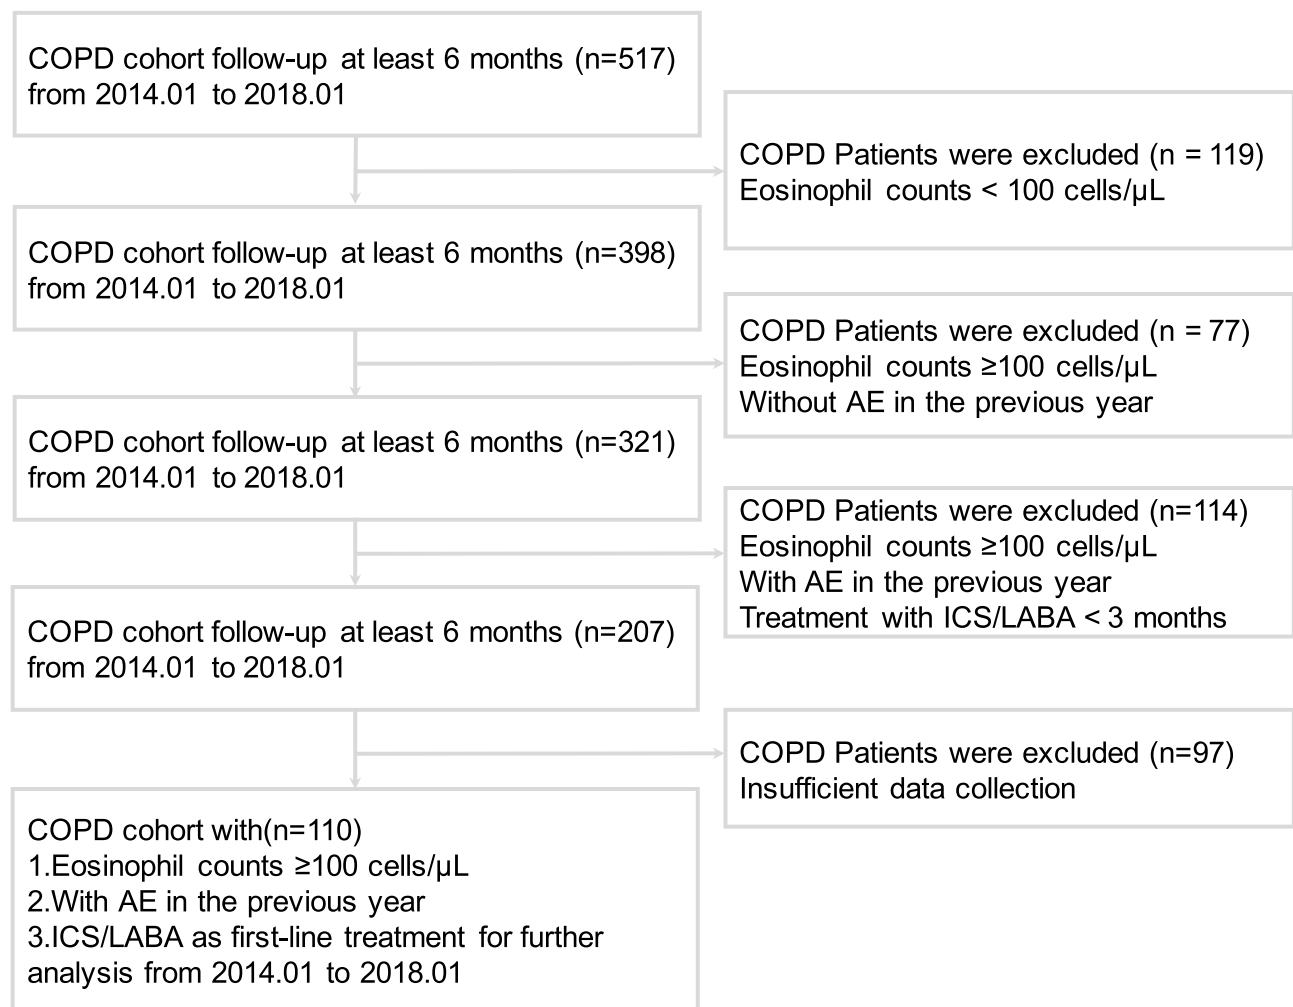 COPD cohort follow-up at least 6 months (n=517)
from 2014.01 to 2018.01
COPD Patients were excluded (n = 119)
Eosinophil counts < 100 cells/µL
COPD cohort follow-up at least 6 months (n=398)
from 2014.01 to 2018.01
COPD Patients were excluded (n = 77)
Eosinophil counts ≥100 cells/µL
Without AE in the previous year
COPD cohort follow-up at least 6 months (n=321)
from 2014.01 to 2018.01
COPD Patients were excluded (n=114)
Eosinophil counts ≥100 cells/µL
With AE in the previous year
Treatment with ICS/LABA < 3 months
COPD cohort follow-up at least 6 months (n=207)
from 2014.01 to 2018.01
COPD Patients were excluded (n=97)
Insufficient data collection
COPD cohort with(n=110)
1.Eosinophil counts ≥100 cells/µL
2.With AE in the previous year
3.ICS/LABA as first-line treatment for further
analysis from 2014.01 to 2018.01